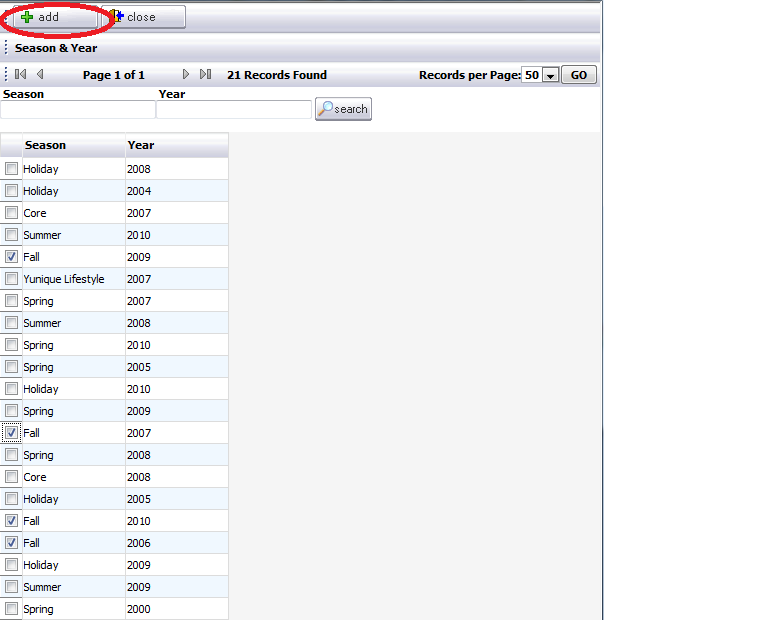 add close
Season & Year
Page 1 of 1 21 Records Found Records per Page: 50 GO
Season Year
search
Season Year
Holiday 2008
Holiday 2004
Core 2007
Summer 2010
Fall 2009
Yunique Lifestyle 2007
Spring 2007
Summer 2008
Spring 2010
Spring 2005
Holiday 2010
Spring 2009
Fall 2007
Spring 2008
Core 2008
Holiday 2005
Fall 2010
Fall 2006
Holiday 2009
Summer 2009
Spring 2000